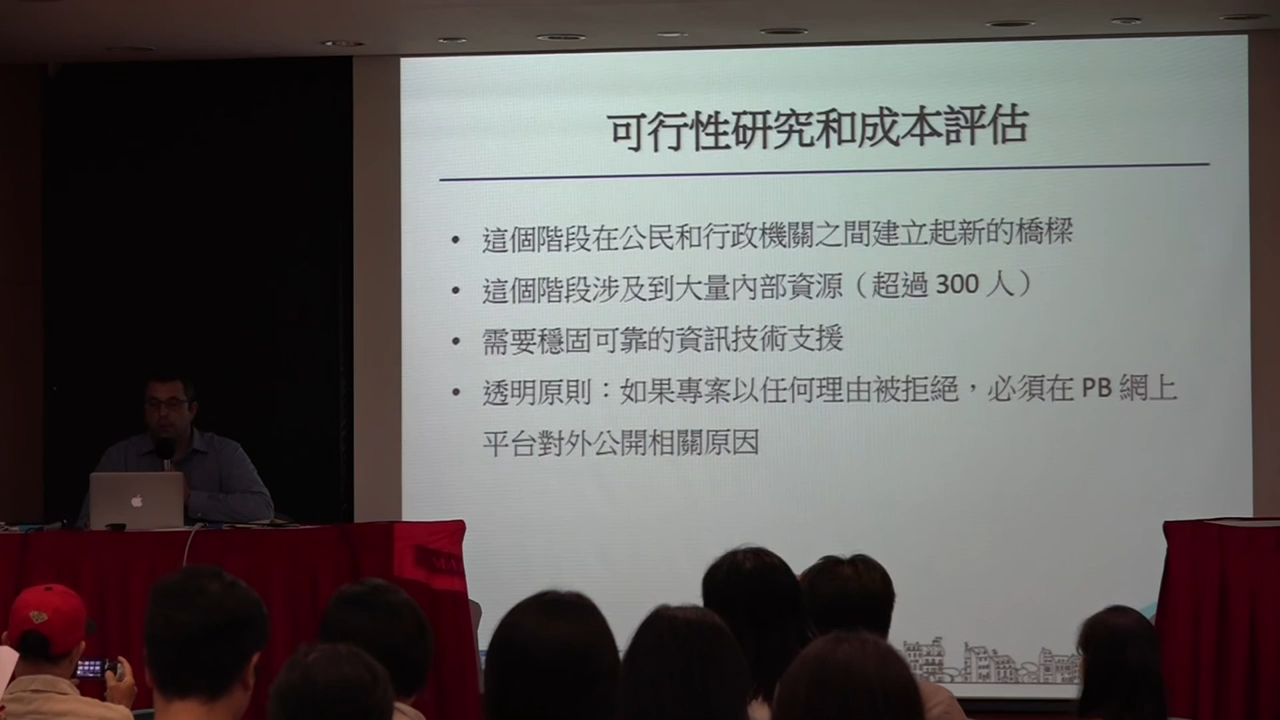 可行性研究和成本評估
• 這個階段在公民和行政機關之間建立起新的橋樑
• 這個階段涉及到大量內部資源（超過 300 人）
• 需要穩固可靠的資訊技術支援
• 透明原則：如果專案以任何理由被拒絕，必須在 PB 網上
平台對外公開相關原因